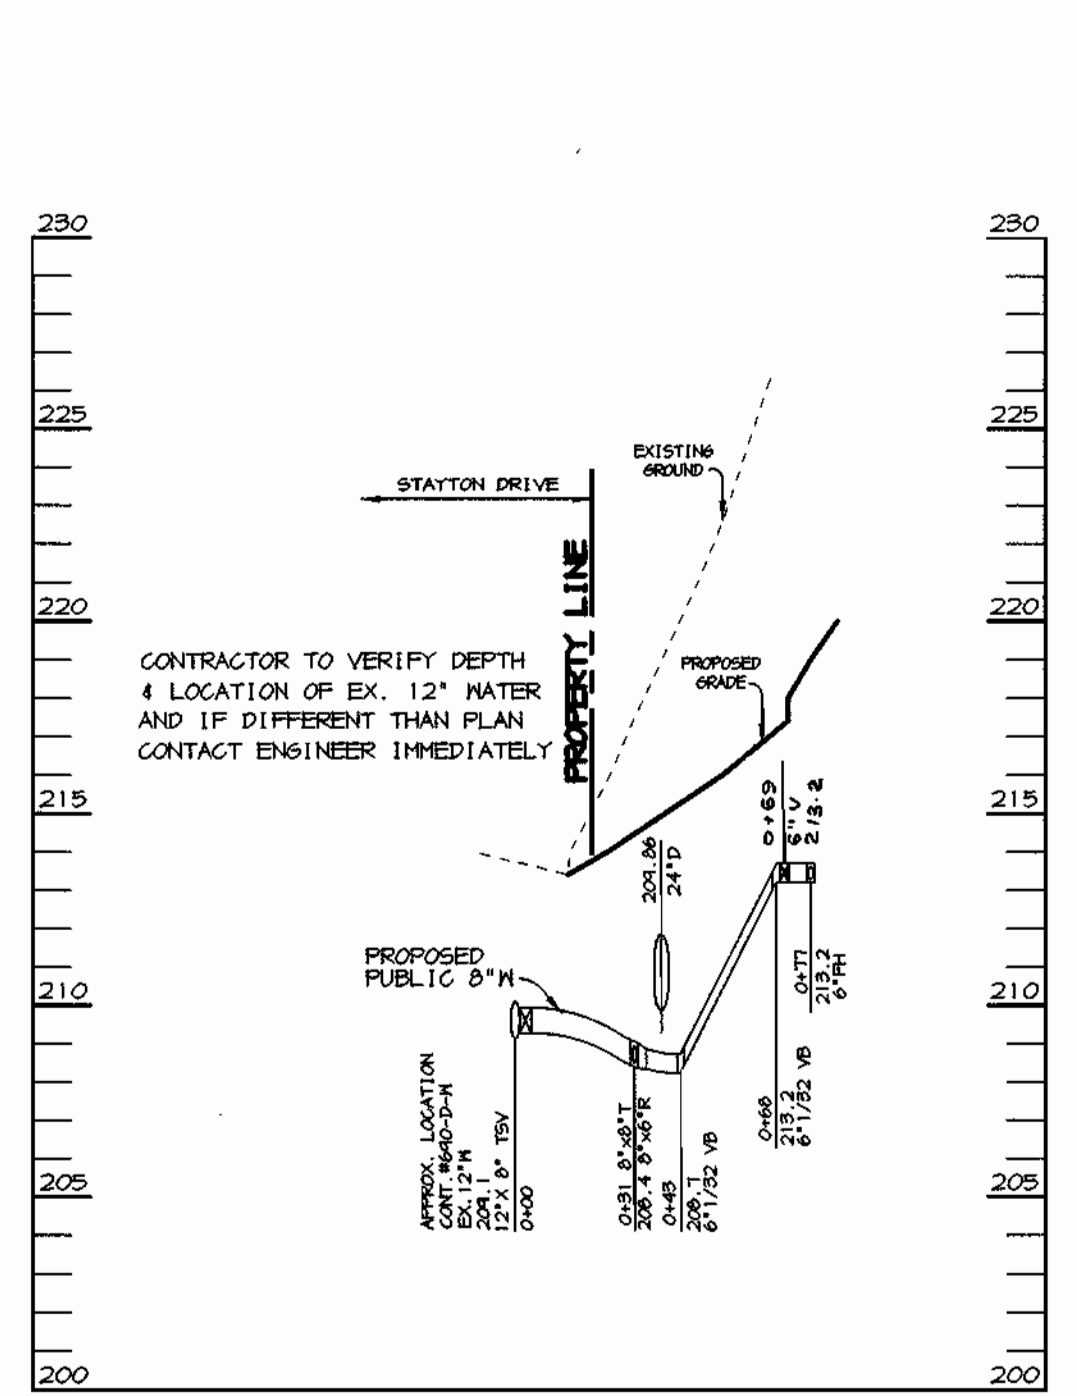 230
230
225
225
EXISTING
GROUND
STAYTON DRIVE
PROPERTY LINE
220
220
CONTRACTOR TO VERIFY DEPTH
& LOCATION OF EX. 12" WATER
AND IF DIFFERENT THAN PLAN
CONTACT ENGINEER IMMEDIATELY
PROPOSED
GRADE
215
215
0+69
6" V
213.2
209.86
24"D
PROPOSED
PUBLIC 8"W
0+77
213.2
6"FH
210
210
APPROX. LOCATION
CONT.#690-D-W
EX.12"W
209.1
12"X 8" TSV
0+00
0+31 8"x8"T
208.4 8"x6"R
0+43
6"1/32 VB
0+68
213.2
6"1/32 VB
205
205
200
200